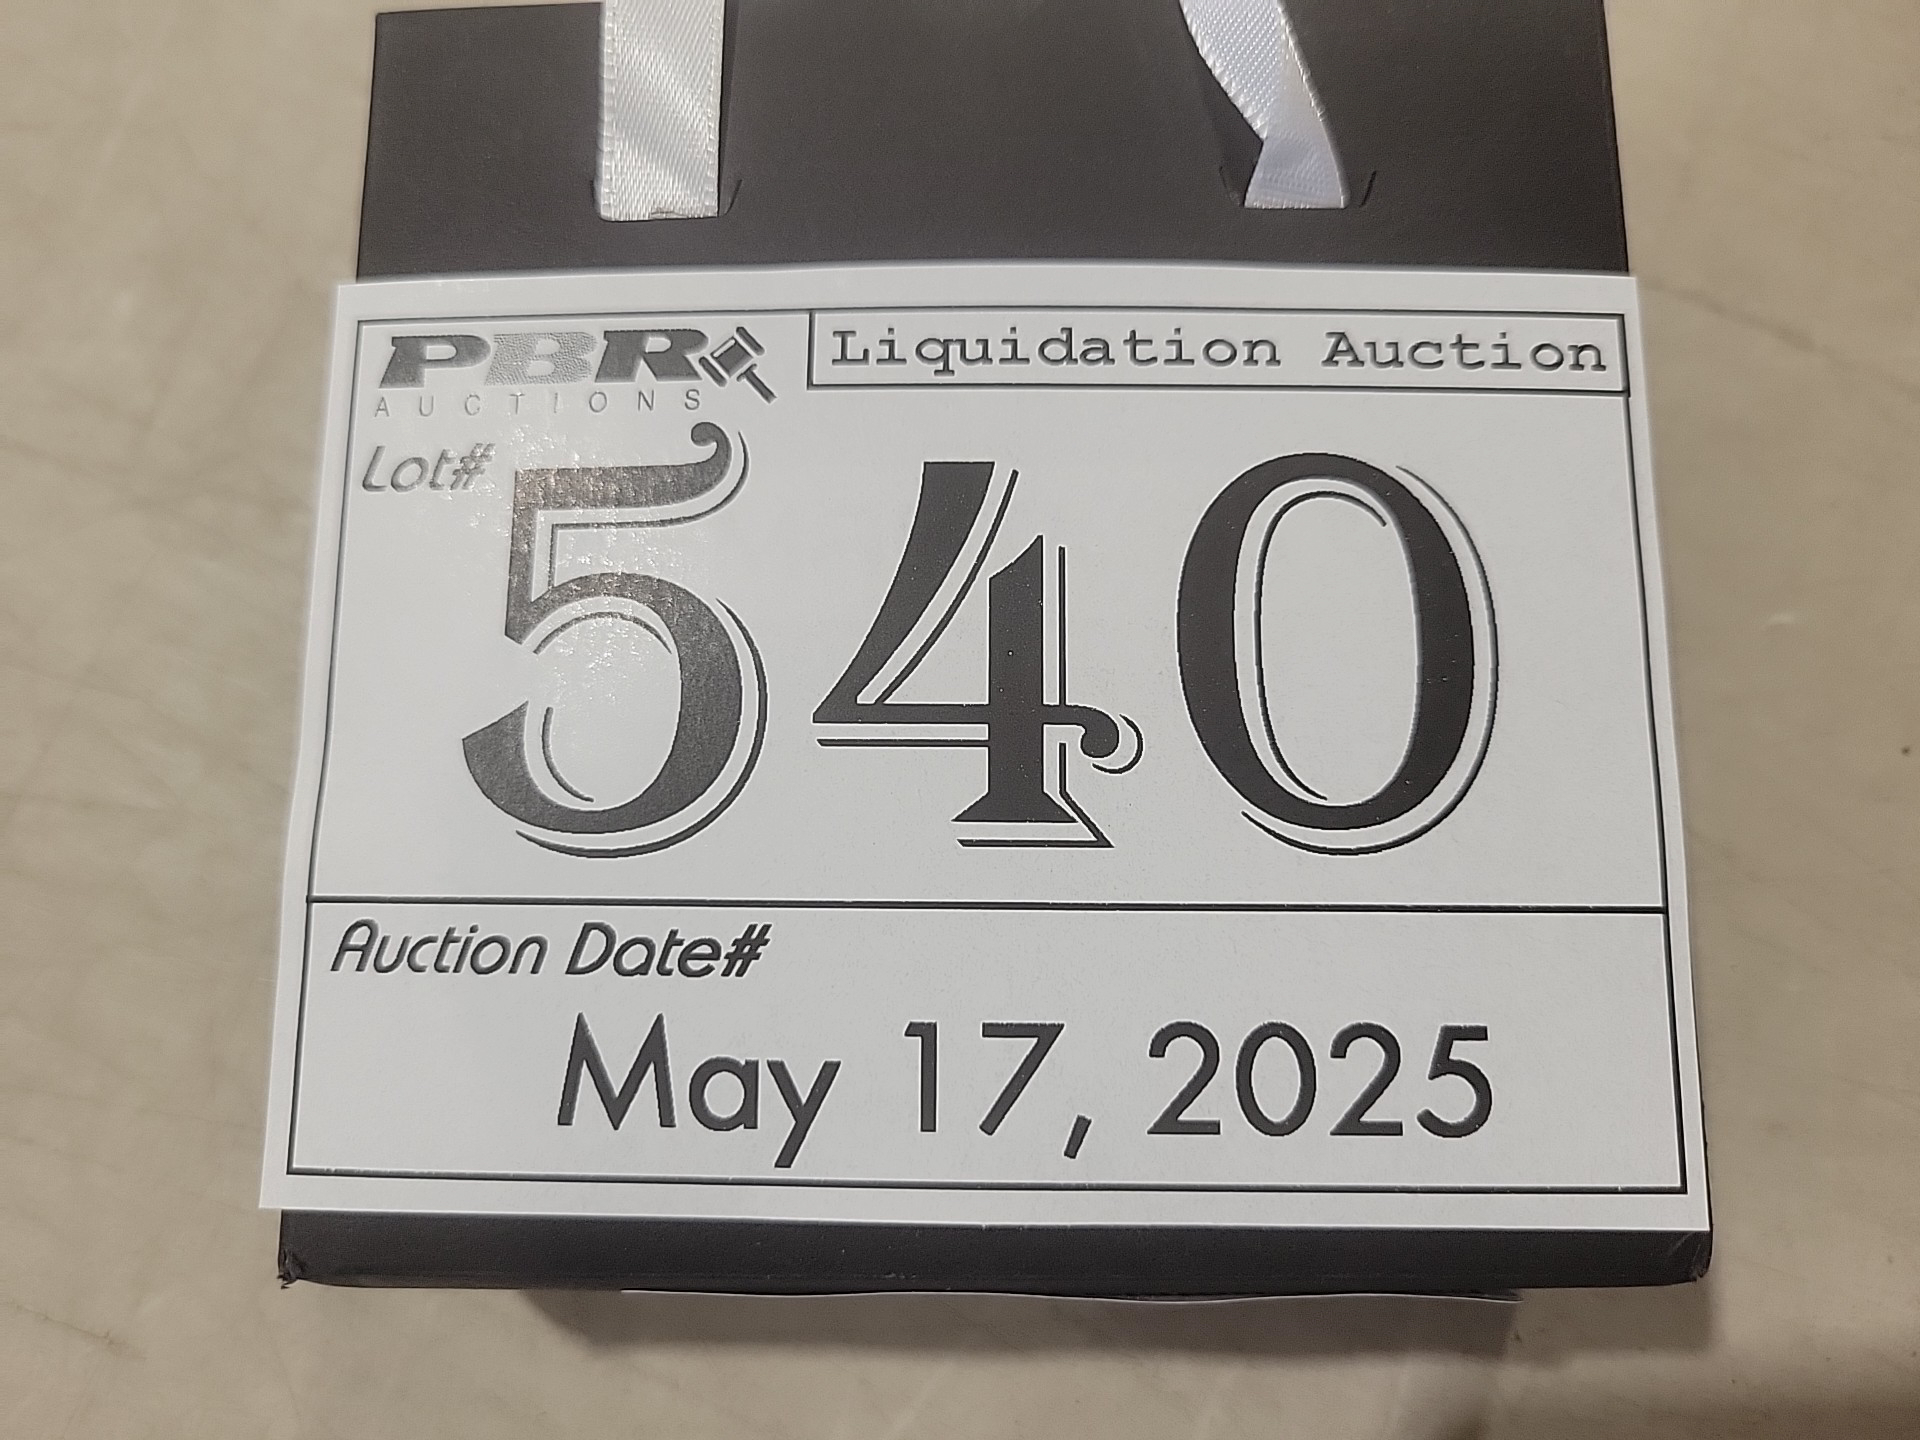 PBR
AUCTIONS
Liquidation Auction
Lot#
540
Auction Date#
May 17, 2025